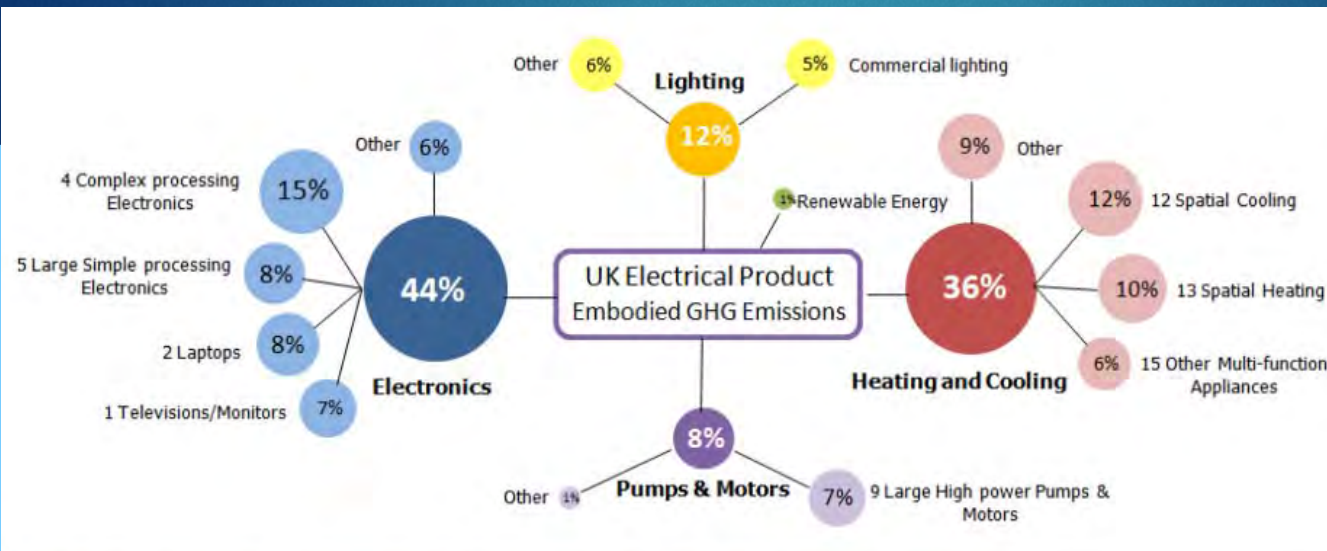 Other
6%
Lighting
5%
Commercial lighting
12%
Other
6%
4 Complex processing
Electronics
15%
5 Large Simple processing
Electronics
8%
2 Laptops
8%
1 Televisions/Monitors
7%
44%
Electronics
1%
Renewable Energy
UK Electrical Product
Embodied GHG Emissions
9%
Other
12%
12 Spatial Cooling
36%
10%
13 Spatial Heating
6%
15 Other Multi-function
Appliances
Heating and Cooling
8%
Pumps & Motors
Other
1%
7%
9 Large High power Pumps &
Motors